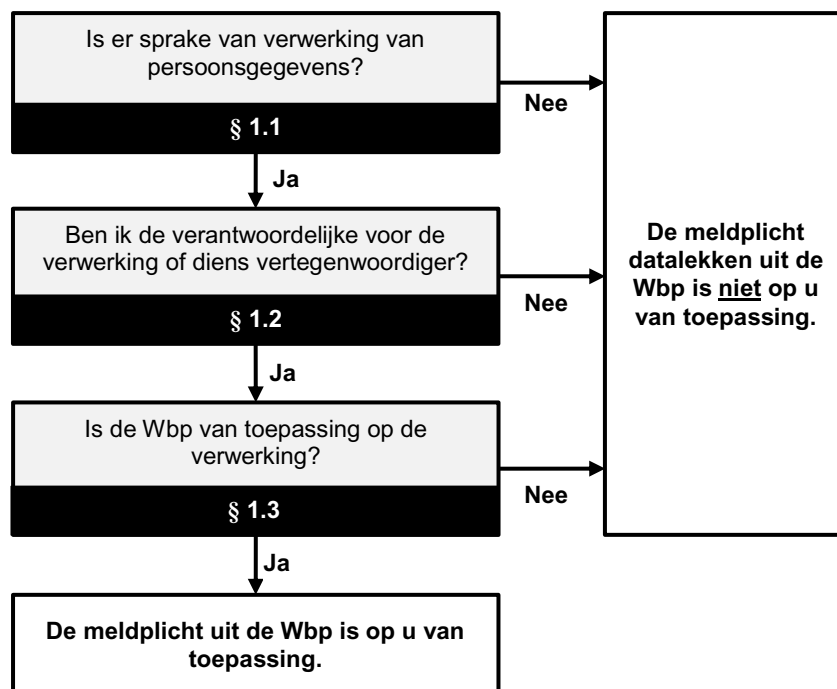 Is er sprake van verwerking van
persoonsgegevens?
§ 1.1
Nee
Ja
Ben ik de verantwoordelijke voor de
verwerking of diens vertegenwoordiger?
§ 1.2
Nee
Ja
Is de Wbp van toepassing op de
verwerking?
§ 1.3
Nee
Ja
De meldplicht uit de Wbp is op u van
toepassing.
De meldplicht
datalekken uit de
Wbp is niet op u
van toepassing.